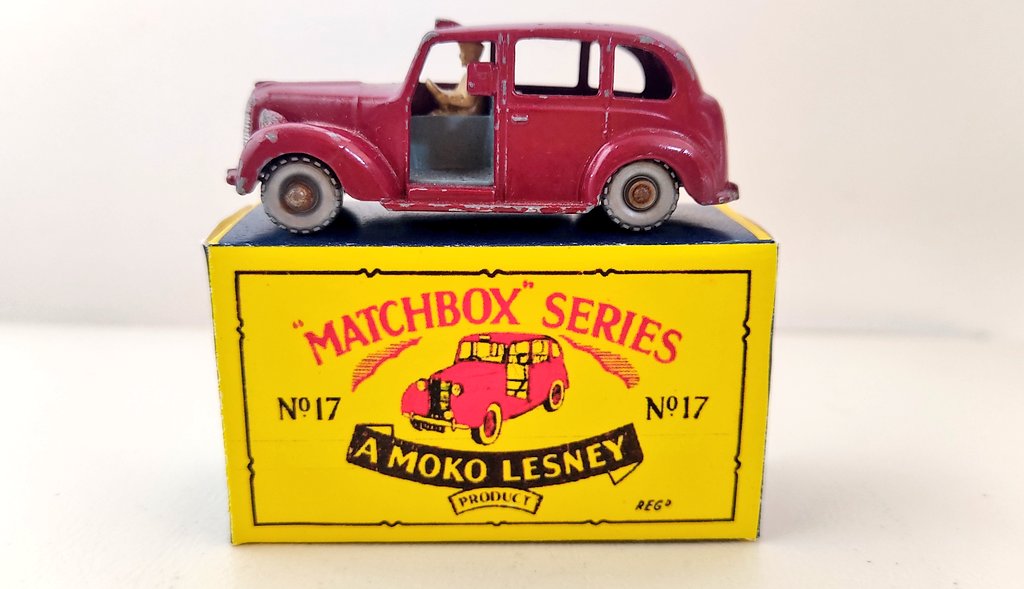 "MATCHBOX" SERIES
Nº17
Nº17
A MOKO LESNEY
PRODUCT
REGD